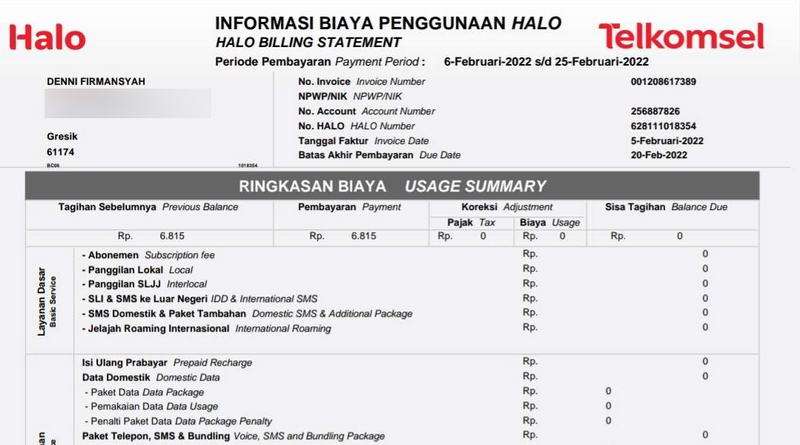 Halo
INFORMASI BIAYA PENGGUNAAN HALO
HALO BILLING STATEMENT
Telkomsel
Periode Pembayaran Payment Period : 6-Februari-2022 s/d 25-Februari-2022
DENNI FIRMANSYAH
Gresik
61174
BC05 1018354
No. Invoice Invoice Number 001208617389
NPWP/NIK NPWP/NIK
No. Account Account Number 256887826
No. HALO HALO Number 628111018354
Tanggal Faktur Invoice Date 5-Februari-2022
Batas Akhir Pembayaran Due Date 20-Feb-2022
RINGKASAN BIAYA USAGE SUMMARY
Tagihan Sebelumnya Previous Balance Pembayaran Payment Koreksi Adjustment Sisa Tagihan Balance Due
Pajak Tax Biaya Usage
Rp. 6.815 Rp. 6.815 Rp. 0 Rp. 0 Rp. 0
Layanan Dasar
Basic Service
- Abonemen Subscription fee Rp. 0
- Panggilan Lokal Local Rp. 0
- Panggilan SLJJ Interlocal Rp. 0
- SLI & SMS ke Luar Negeri IDD & International SMS Rp. 0
- SMS Domestik & Paket Tambahan Domestic SMS & Additional Package Rp. 0
- Jelajah Roaming Internasional International Roaming Rp. 0
Isi Ulang Prabayar Prepaid Recharge Rp. 0
Data Domestik Domestic Data Rp. 0
- Paket Data Data Package Rp. 0
- Pemakaian Data Data Usage Rp. 0
- Penalti Paket Data Data Package Penalty Rp. 0
Paket Telepon, SMS & Bundling Voice, SMS and Bundling Package Rp. 0